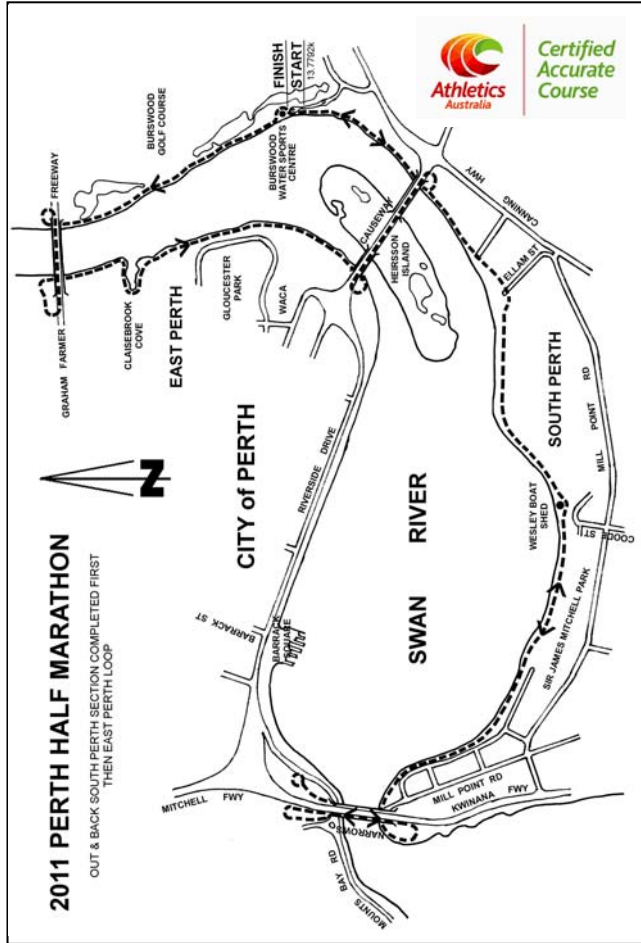 2011 PERTH HALF MARATHON
OUT & BACK SOUTH PERTH SECTION COMPLETED FIRST
THEN EAST PERTH LOOP
N
Athletics
Australia
Certified
Accurate
Course
FINISH
START
13.7792k
BURSWOOD
GOLF COURSE
BURSWOOD
WATER SPORTS
CENTRE
GRAHAM FARMER FREEWAY
CLAISEBROOK
COVE
EAST PERTH
GLOUCESTER
PARK
WACA
CAUSEWAY
HEIRSSON
ISLAND
CANNING HWY
ELLAM ST
CITY of PERTH
RIVERSIDE DRIVE
BARRACK ST
BARRACK
SQUARE
SWAN RIVER
SOUTH PERTH
MILL POINT RD
WESLEY BOAT
SHED
COODE ST
SIR JAMES MITCHELL PARK
MITCHELL FWY
NARROWS
MOUNTS BAY RD
MILL POINT RD
KWINANA FWY